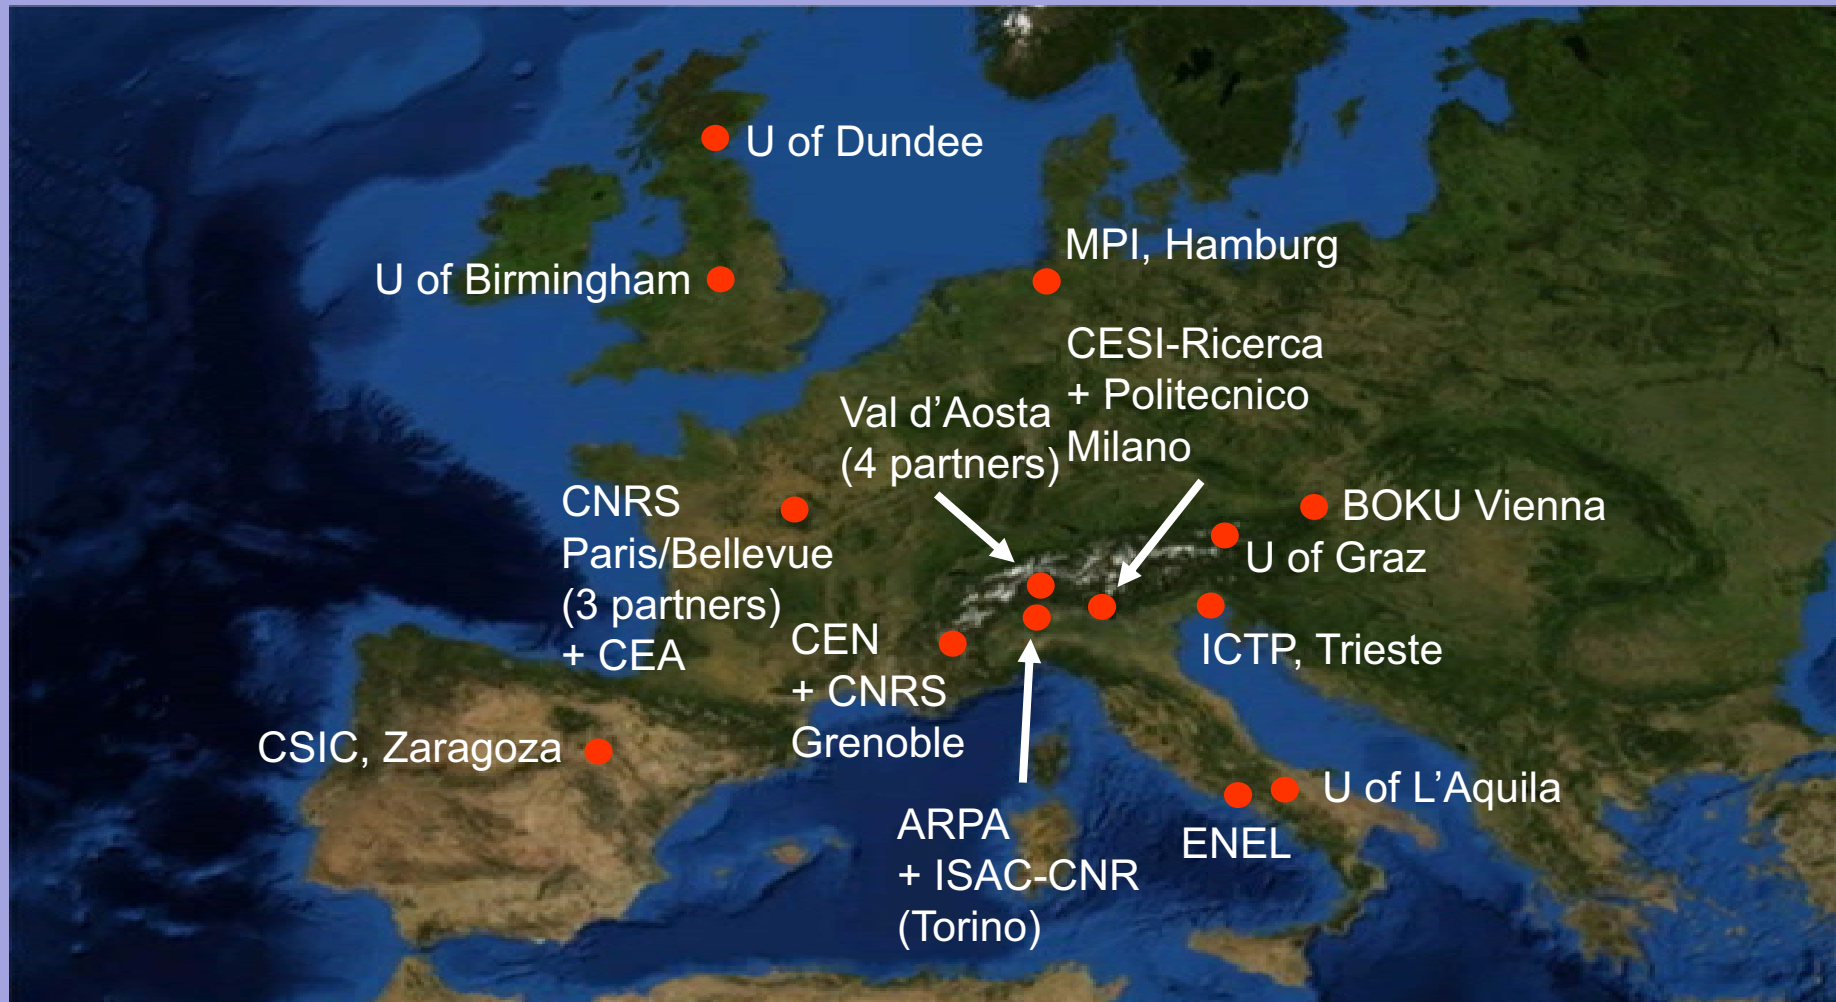 U of Dundee
MPI, Hamburg
U of Birmingham
CESI-Ricerca
+ Politecnico
Milano
Val d’Aosta
(4 partners)
CNRS
Paris/Bellevue
(3 partners)
+ CEA
BOKU Vienna
U of Graz
CEN
+ CNRS
Grenoble
ICTP, Trieste
CSIC, Zaragoza
U of L’Aquila
ENEL
ARPA
+ ISAC-CNR
(Torino)